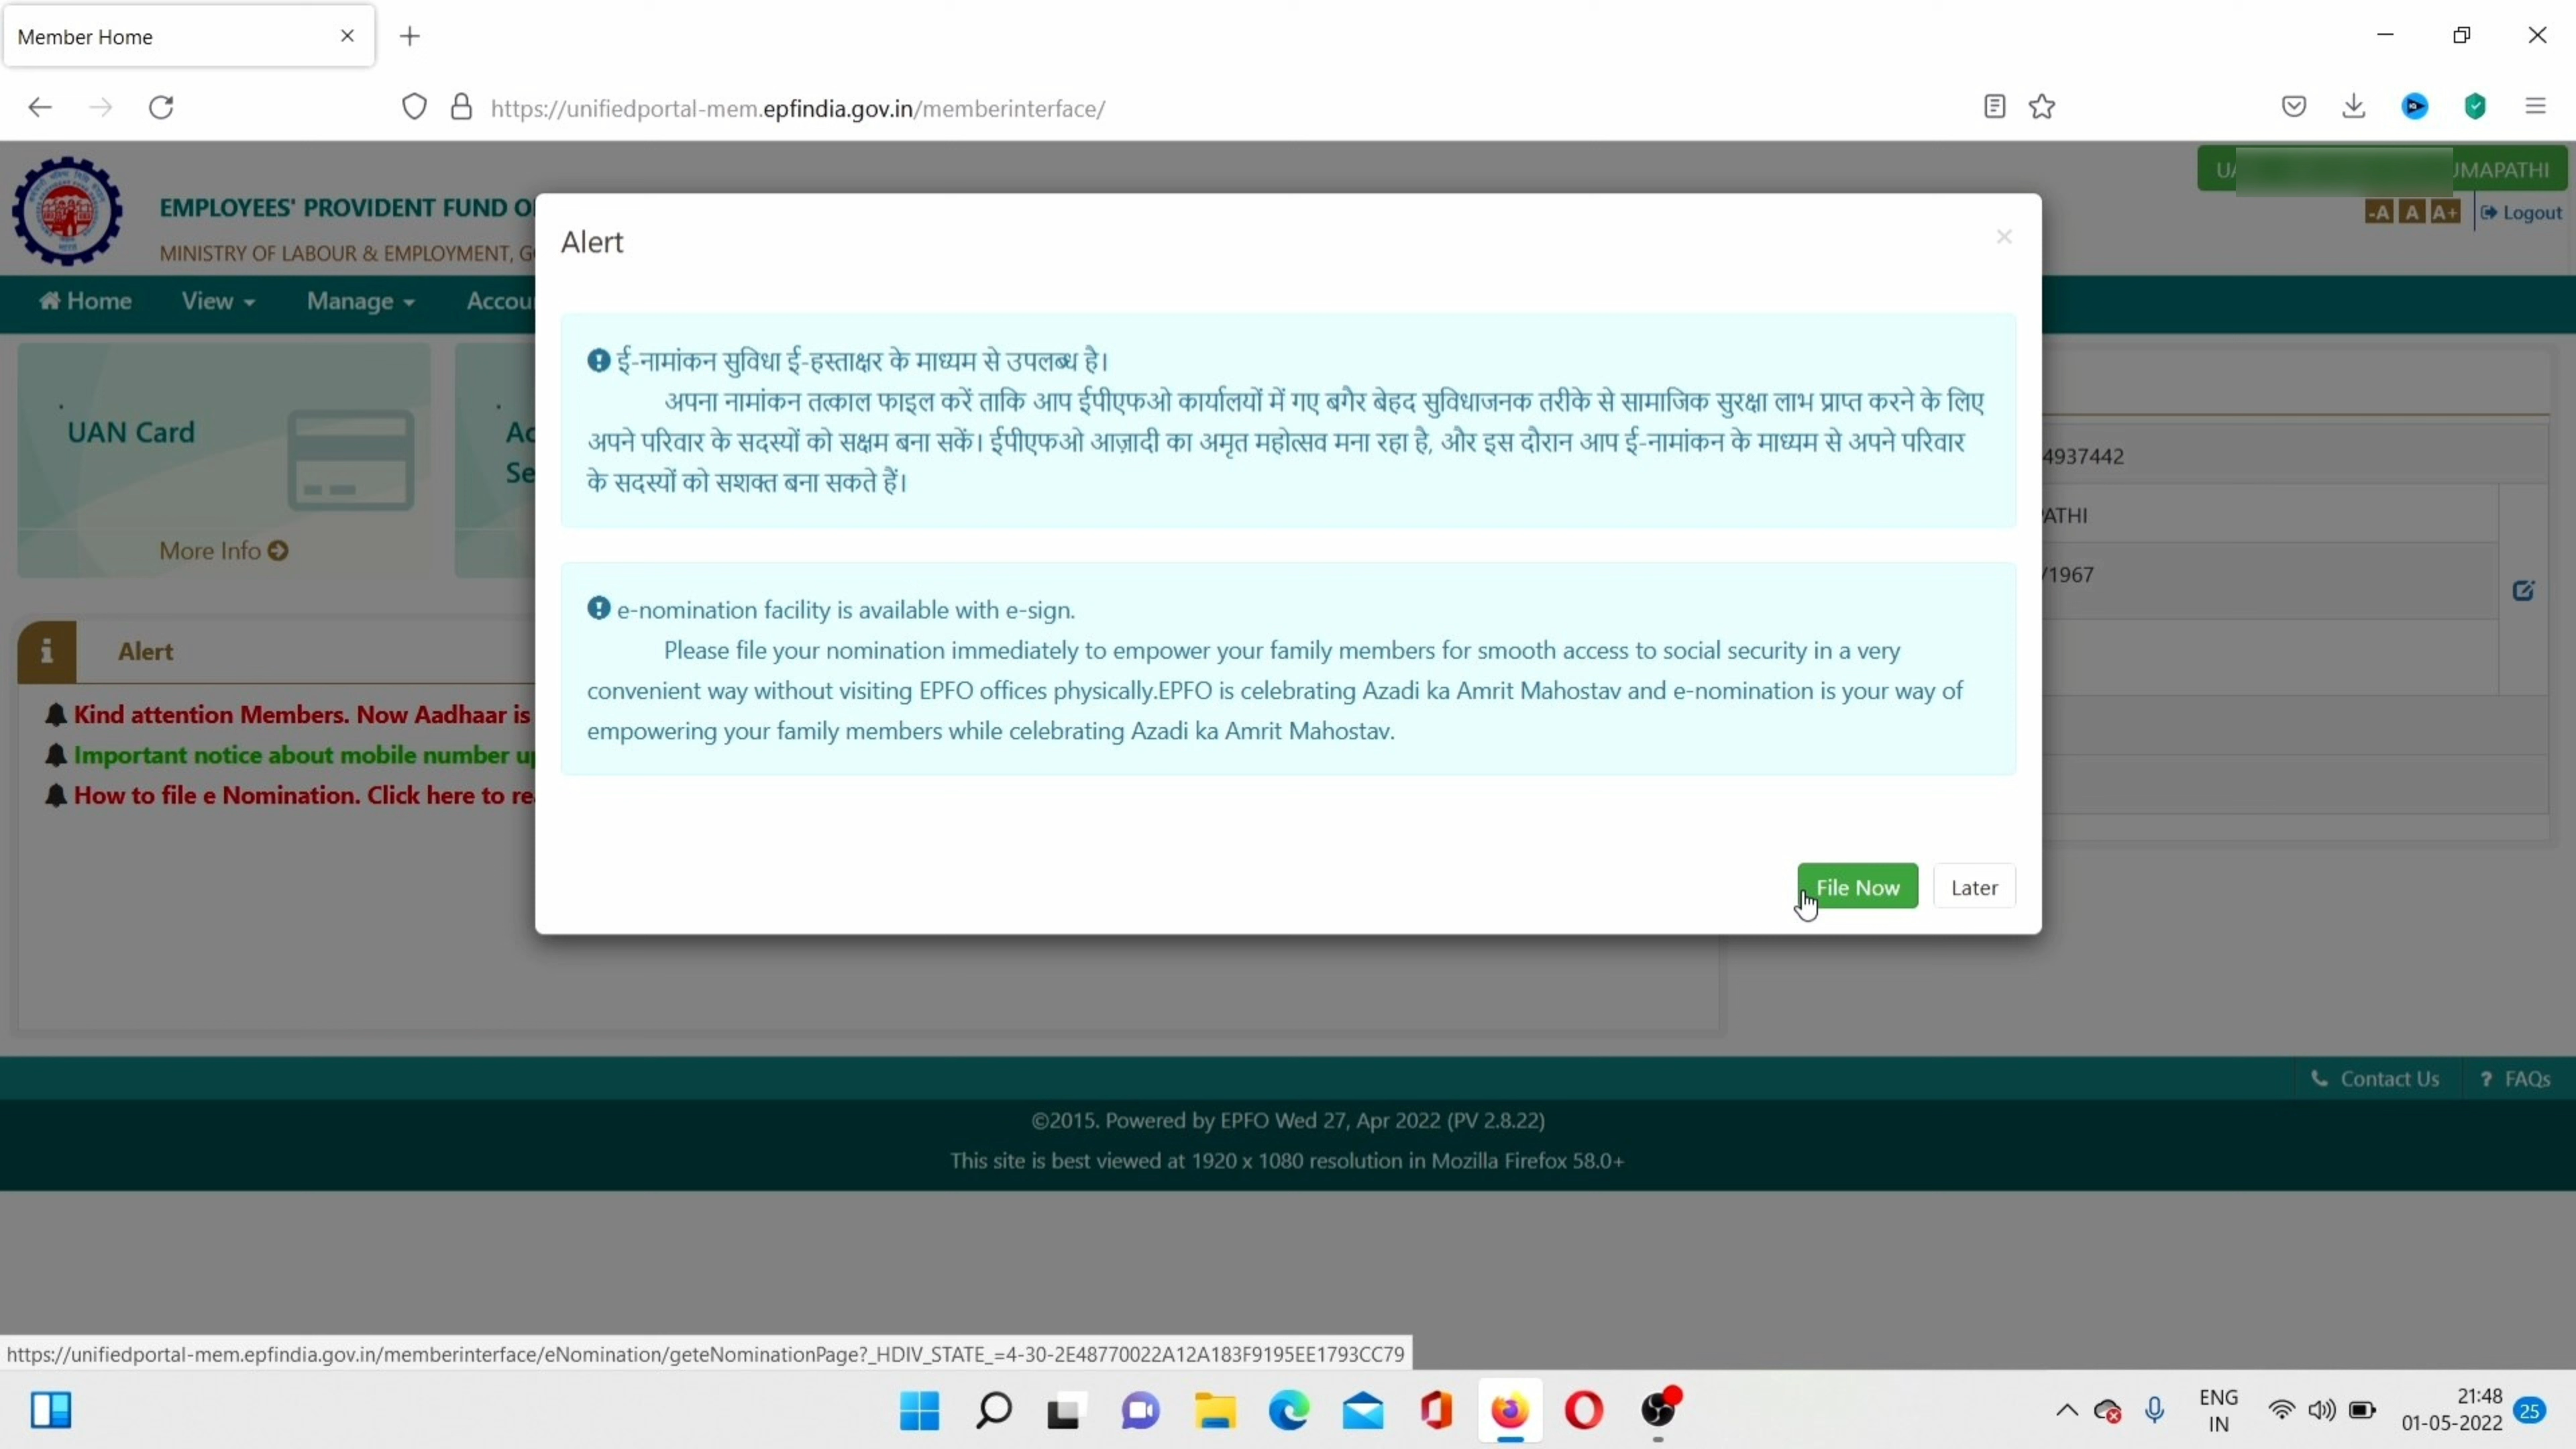 Member Home
https://unifiedportal-mem.epfindia.gov.in/memberinterface/
UMAPATHI
EMPLOYEES' PROVIDENT FUND
-A A A+ Logout
MINISTRY OF LABOUR & EMPLOYMENT,
Home View Manage
Alert
ई-नामांकन सुविधा ई-हस्ताक्षर के माध्यम से उपलब्ध है।
अपना नामांकन तत्काल फाइल करें ताकि आप ईपीएफओ कार्यालयों में गए बगैर बेहद सुविधाजनक तरीके से सामाजिक सुरक्षा लाभ प्राप्त करने के लिए
अपने परिवार के सदस्यों को सक्षम बना सकें। ईपीएफओ आज़ादी का अमृत महोत्सव मना रहा है, और इस दौरान आप ई-नामांकन के माध्यम से अपने परिवार
के सदस्यों को सशक्त बना सकते हैं।
e-nomination facility is available with e-sign.
Please file your nomination immediately to empower your family members for smooth access to social security in a very
convenient way without visiting EPFO offices physically.EPFO is celebrating Azadi ka Amrit Mahostav and e-nomination is your way of
empowering your family members while celebrating Azadi ka Amrit Mahostav.
File Now Later
UAN Card
More Info
4937442
PATHI
/1967
Alert
Kind attention Members. Now Aadhaar is
Important notice about mobile number
How to file e Nomination. Click here to
Contact Us ? FAQs
©2015. Powered by EPFO Wed 27, Apr 2022 (PV 2.8.22)
This site is best viewed at 1920 x 1080 resolution in Mozilla Firefox 58.0+
https://unifiedportal-mem.epfindia.gov.in/memberinterface/eNomination/geteNominationPage?_HDIV_STATE_=4-30-2E48770022A12A183F9195EE1793CC79
ENG
IN
21:48
01-05-2022
25